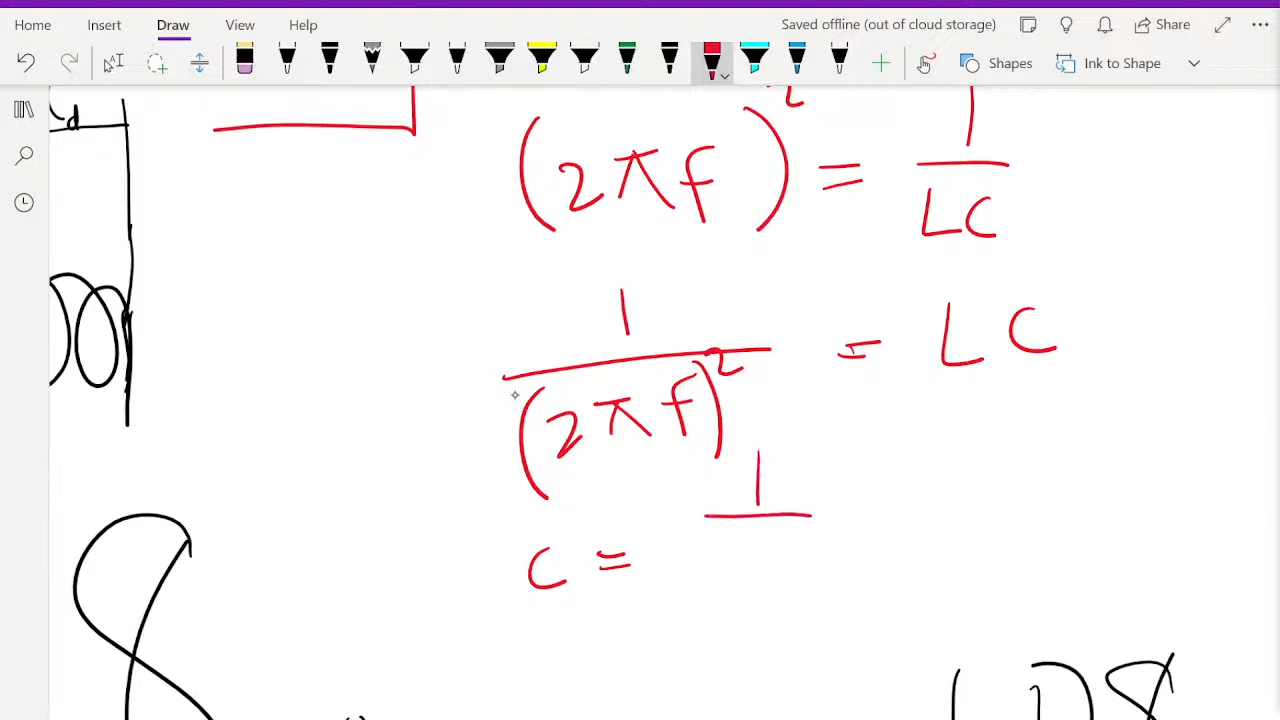 Home Insert Draw View Help Saved offline (out of cloud storage) Share
Shapes Ink to Shape
d
(2πf)² = 1/LC
1/(2πf)² = LC
C = 1/